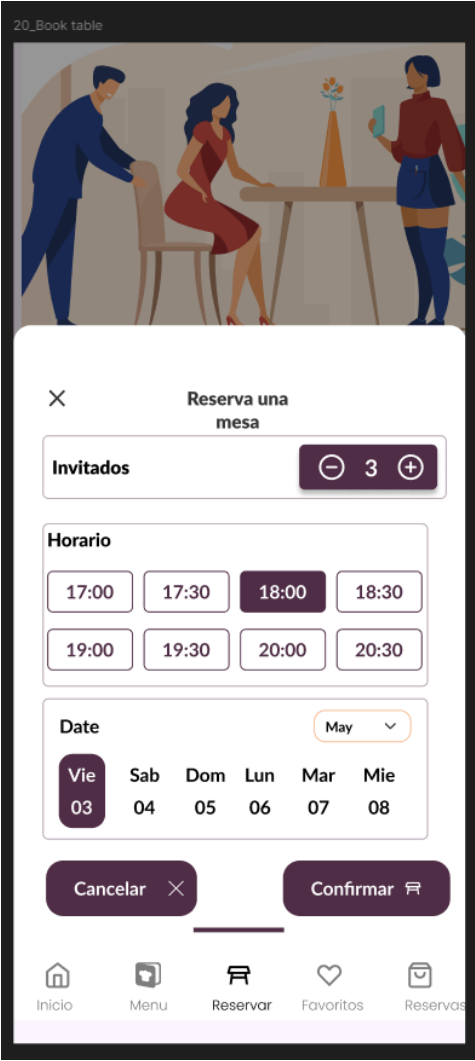 20_Book table
Reserva una
mesa
Invitados
3
Horario
17:00 17:30 18:00 18:30
19:00 19:30 20:00 20:30
Date
May
Vie Sab Dom Lun Mar Mie
03 04 05 06 07 08
Cancelar
Confirmar
Inicio Menu Reservar Favoritos Reservas